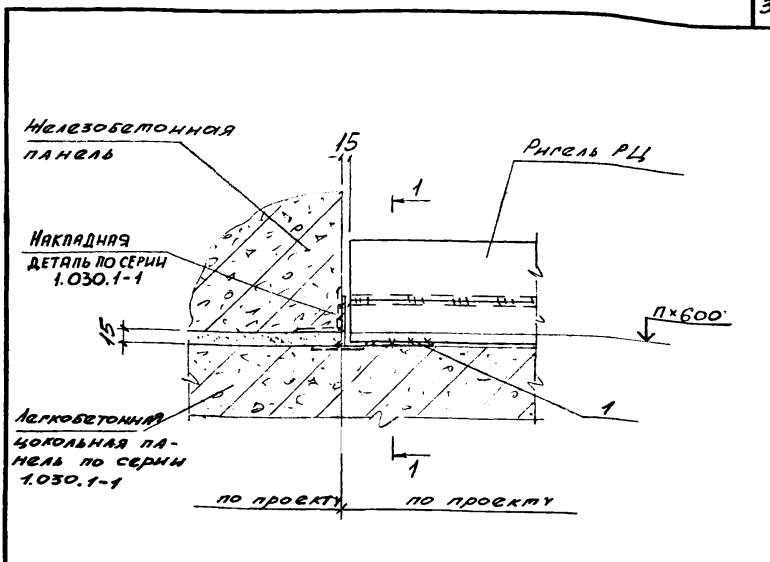 Железобетонная
панель
15
1
Ригель РЦ
Накладная
деталь по серии
1.030.1-1
15
п×600
Легкобетонная
цокольная па-
нель по серии
1.030.1-1
1
1
по проекту
по проекту